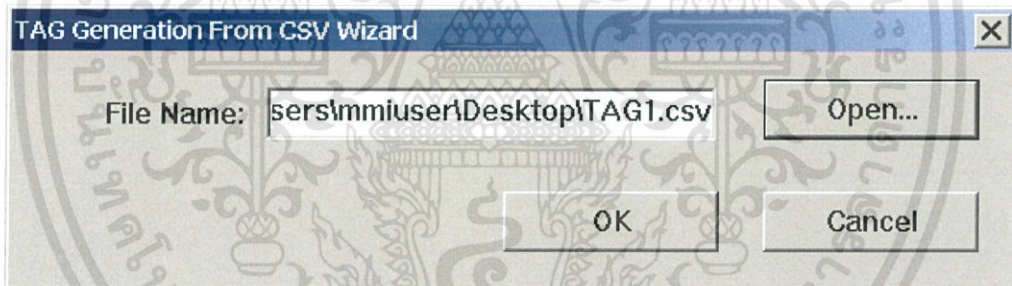 TAG Generation From CSV Wizard
File Name: sers\mmiuser\Desktop\TAG1.csv Open...
OK Cancel